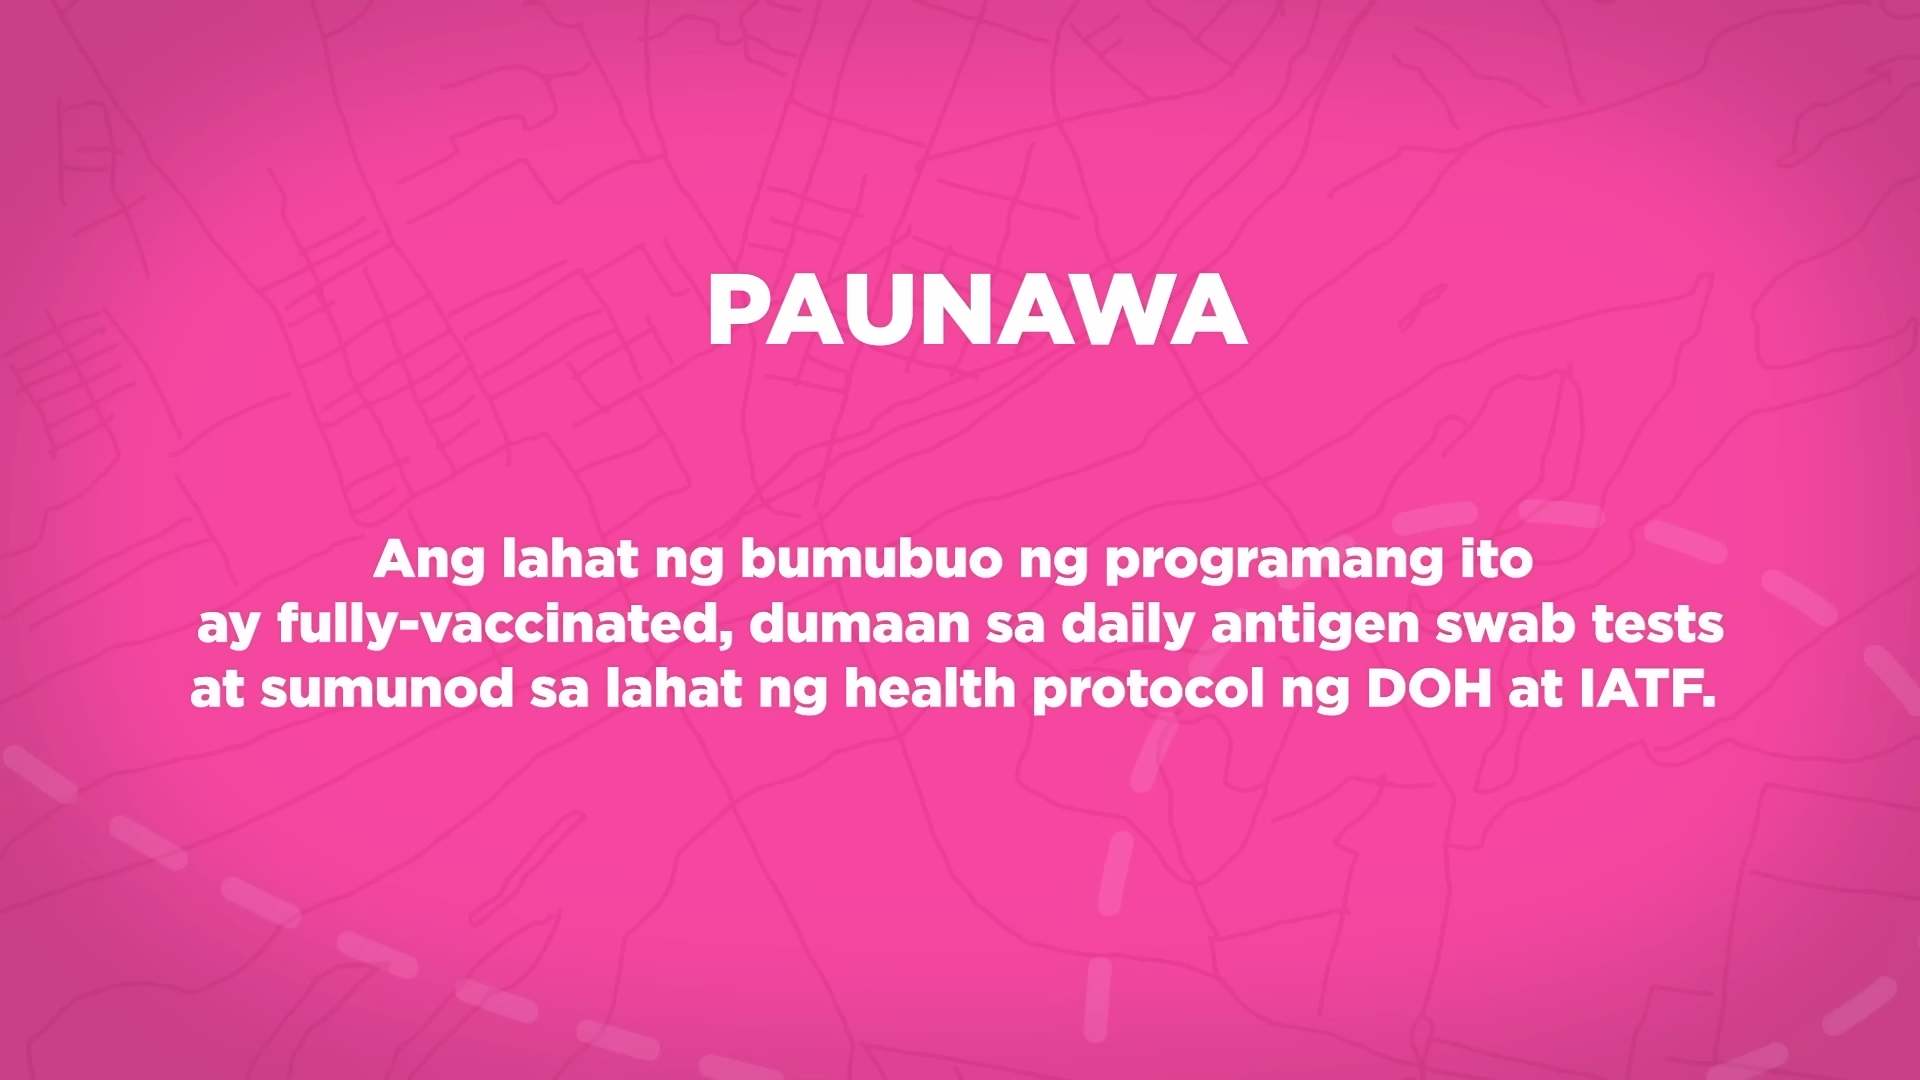 PAUNAWA
Ang lahat ng bumubuo ng programang ito
ay fully-vaccinated, dumaan sa daily antigen swab tests
at sumunod sa lahat ng health protocol ng DOH at IATF.